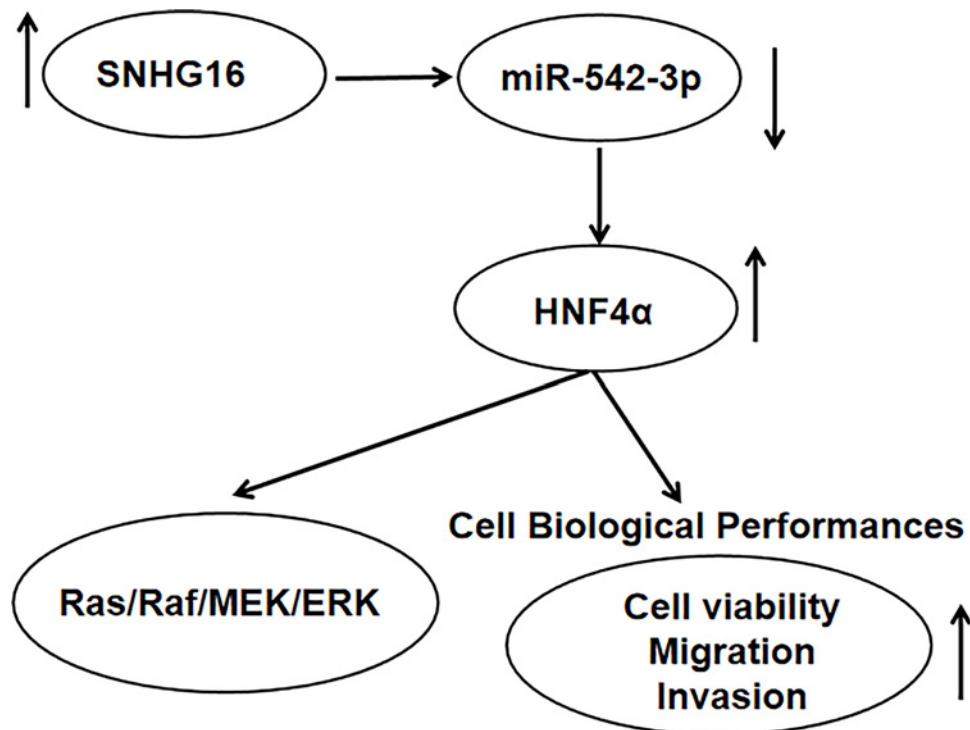 SNHG16
miR-542-3p
HNF4α
Ras/Raf/MEK/ERK
Cell Biological Performances
Cell viability
Migration
Invasion